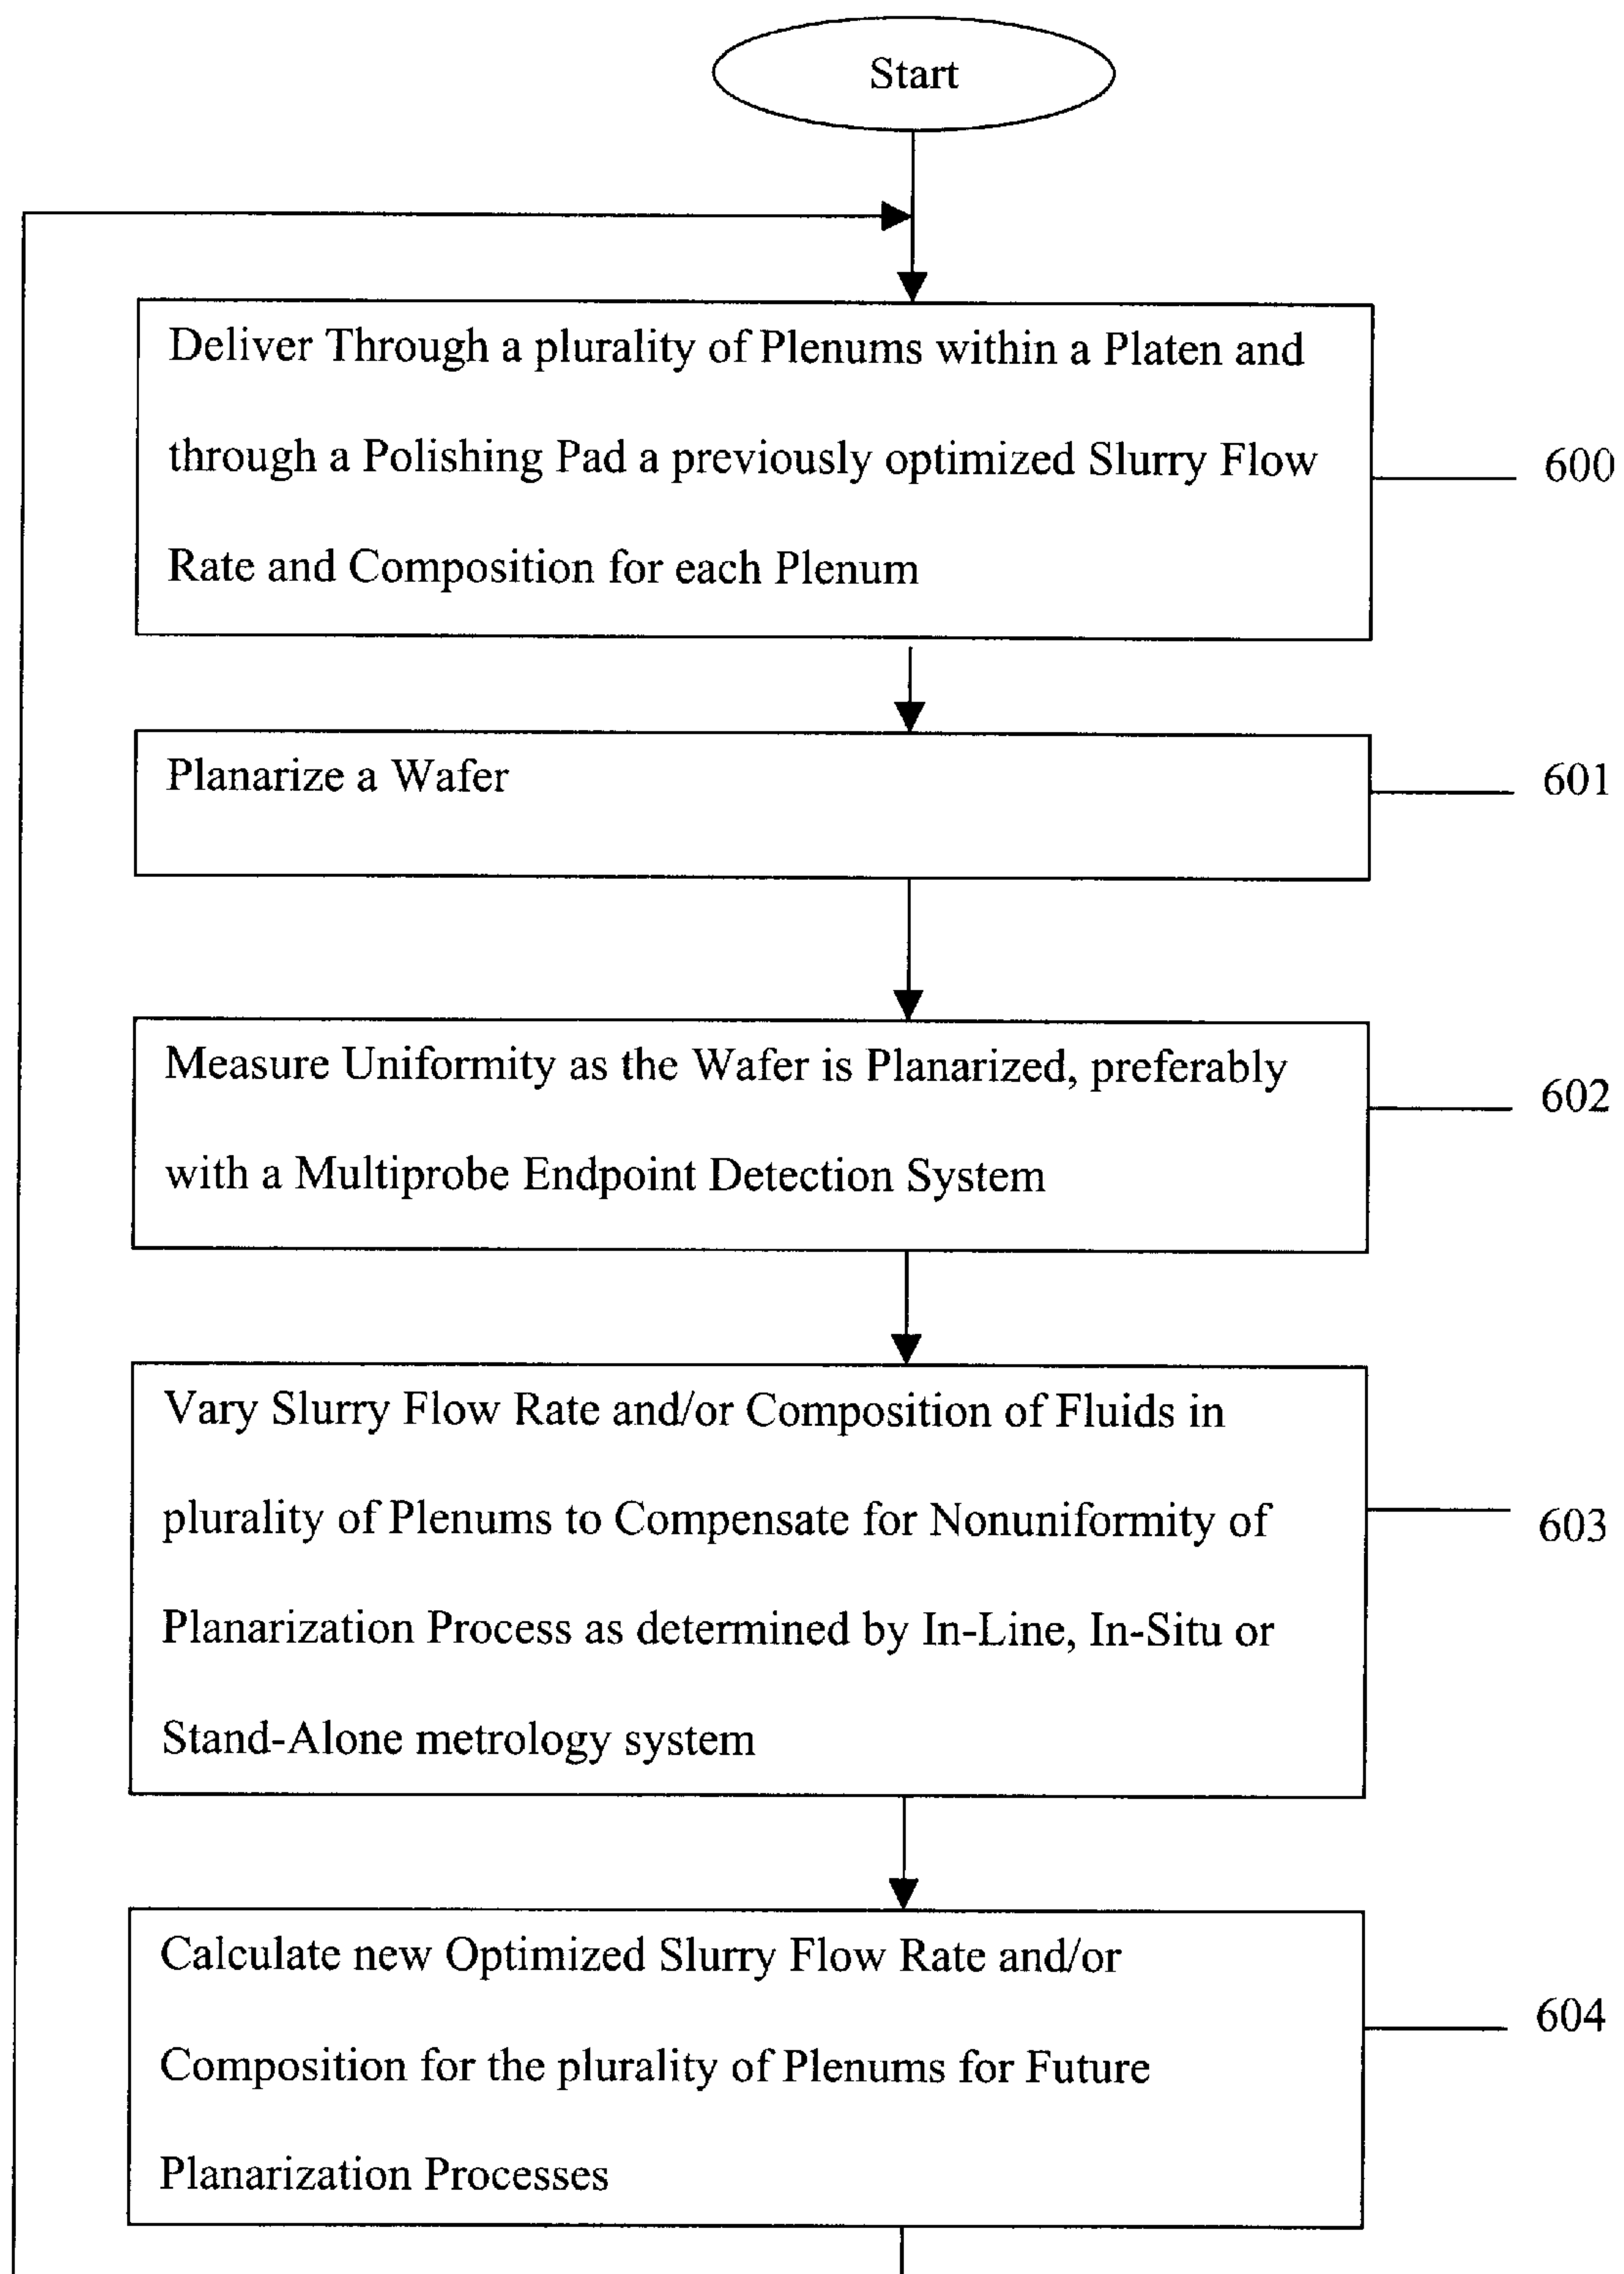 Start
Deliver Through a plurality of Plenums within a Platen and
through a Polishing Pad a previously optimized Slurry Flow
Rate and Composition for each Plenum
600
Planarize a Wafer
601
Measure Uniformity as the Wafer is Planarized, preferably
with a Multiprobe Endpoint Detection System
602
Vary Slurry Flow Rate and/or Composition of Fluids in
plurality of Plenums to Compensate for Nonuniformity of
Planarization Process as determined by In-Line, In-Situ or
Stand-Alone metrology system
603
Calculate new Optimized Slurry Flow Rate and/or
Composition for the plurality of Plenums for Future
Planarization Processes
604